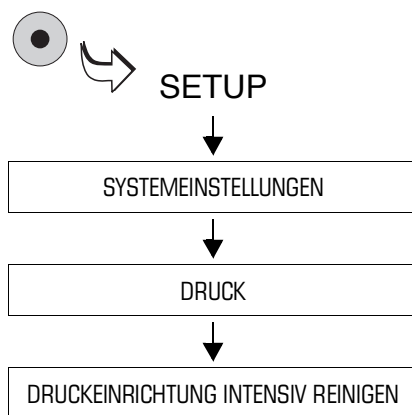 SETUP
SYSTEMEINSTELLUNGEN
DRUCK
DRUCKEINRICHTUNG INTENSIV REINIGEN